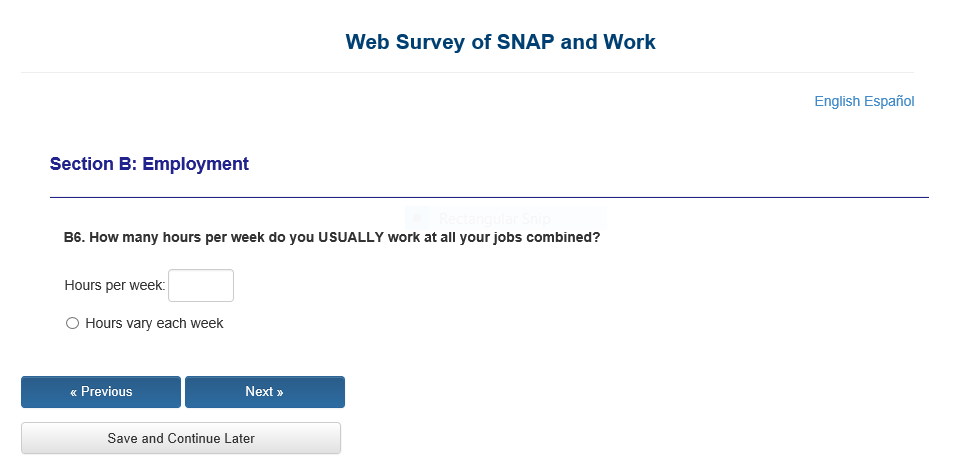 Web Survey of SNAP and Work
English Español
Section B: Employment
Rectangular Snip
B6. How many hours per week do you USUALLY work at all your jobs combined?
Hours per week:
Hours vary each week
« Previous
Next »
Save and Continue Later